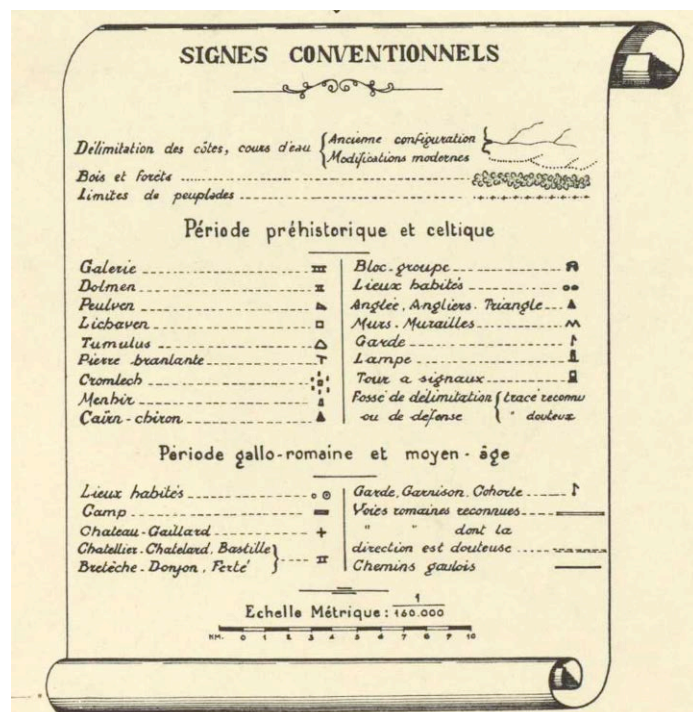 SIGNES CONVENTIONNELS
Délimitation des côtes, cours d'eau { Ancienne configuration
Modifications modernes
Bois et forêts
Limites de peuplades
Période préhistorique et celtique
Galerie
Dolmen
Peulven
Lichaven
Tumulus
Pierre branlante
Cromlech
Menhir
Caïrn - chiron
Bloc-groupe
Lieux habités
Anglée, Angliers. Triangle
Murs. Murailles
Garde
Lampe
Tour a signaux
Fossé de délimitation { tracé reconnu
ou de défense " douteux
Période gallo-romaine et moyen-âge
Lieux habités
Camp
Chateau-Gaillard
Chatellier. Chatelard, Bastille
Bretèche - Donjon, Ferté
Garde, Garnison. Cohorte
Voies romaines reconnues
" " dont la
direction est douteuse
Chemins gaulois
Echelle Métrique: 1/160.000
KM. 0 1 2 3 4 5 6 7 8 9 10